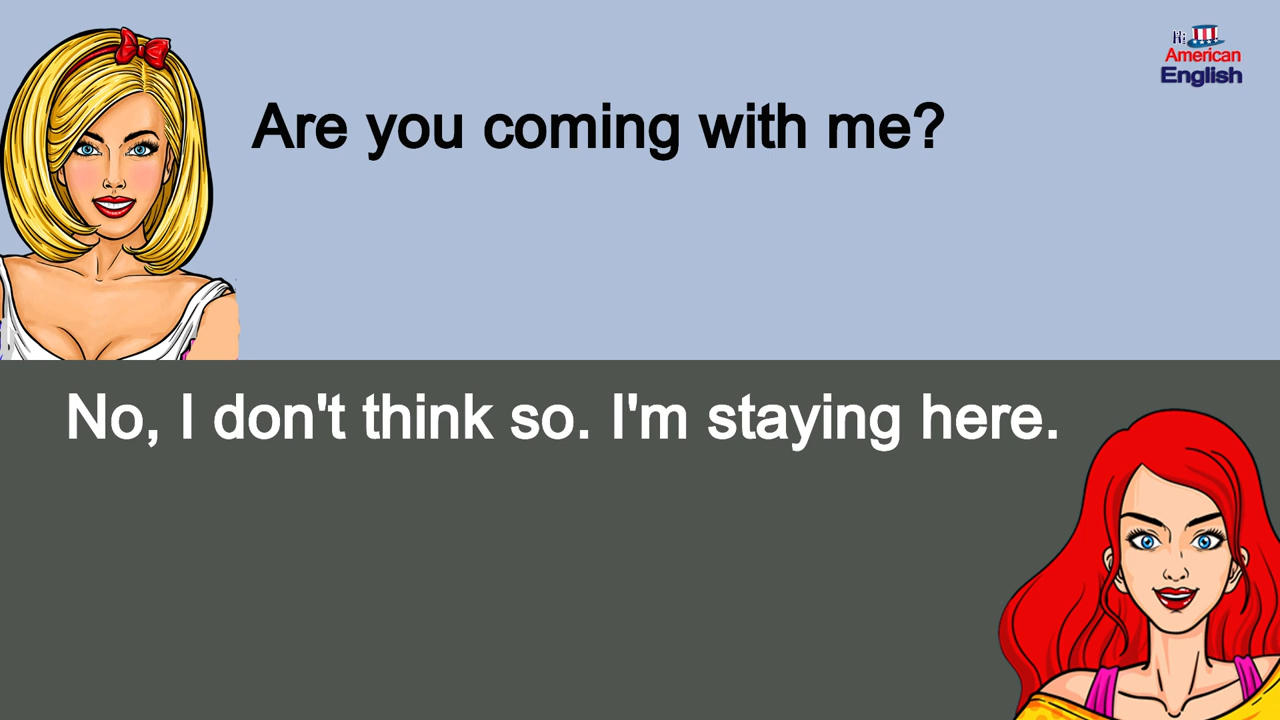 Hi
American
English
Are you coming with me?
No, I don't think so. I'm staying here.